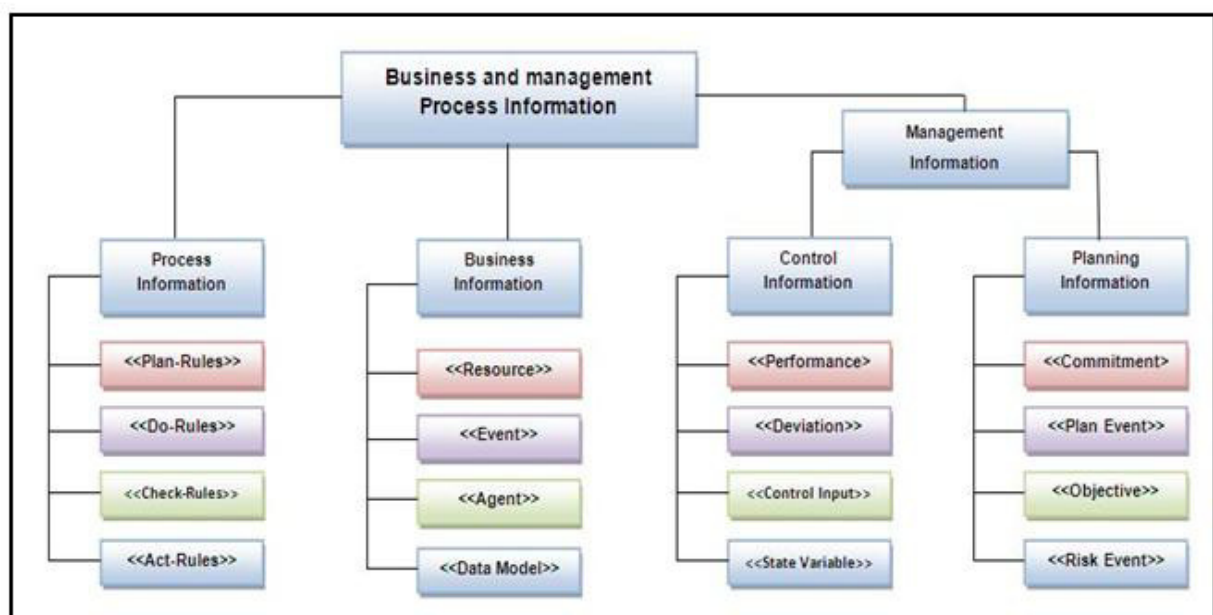 Business and management
Process Information
Management
Information
Process
Information
Business
Information
Control
Information
Planning
Information
<<Plan-Rules>>
<<Do-Rules>>
<<Check-Rules>
<<Act-Rules>>
<<Resource>>
<<Event>>
<<Agent>>
<<Data Model>>
<<Performance>
<<Deviation>>
<<Control Input>>
<<State Variable>>
<<Commitment>
<<Plan Event>>
<<Objective>>
<<Risk Event>>